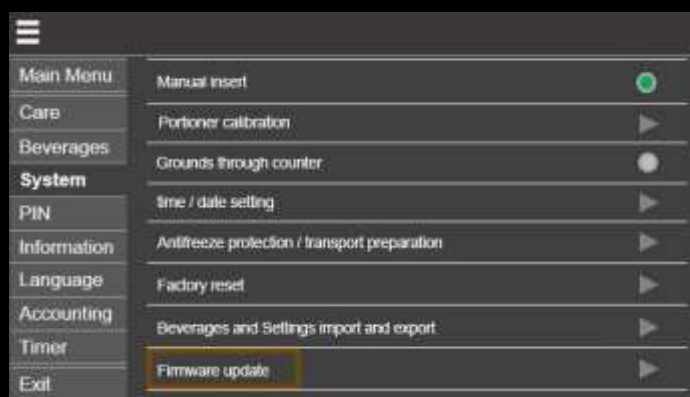 Main Menu
Care
Beverages
System
PIN
Information
Language
Accounting
Timer
Exit
Manual insert
Portioner calibration
Grounds through counter
time / date setting
Antifreeze protection / transport preparation
Factory reset
Beverages and Settings import and export
Firmware update